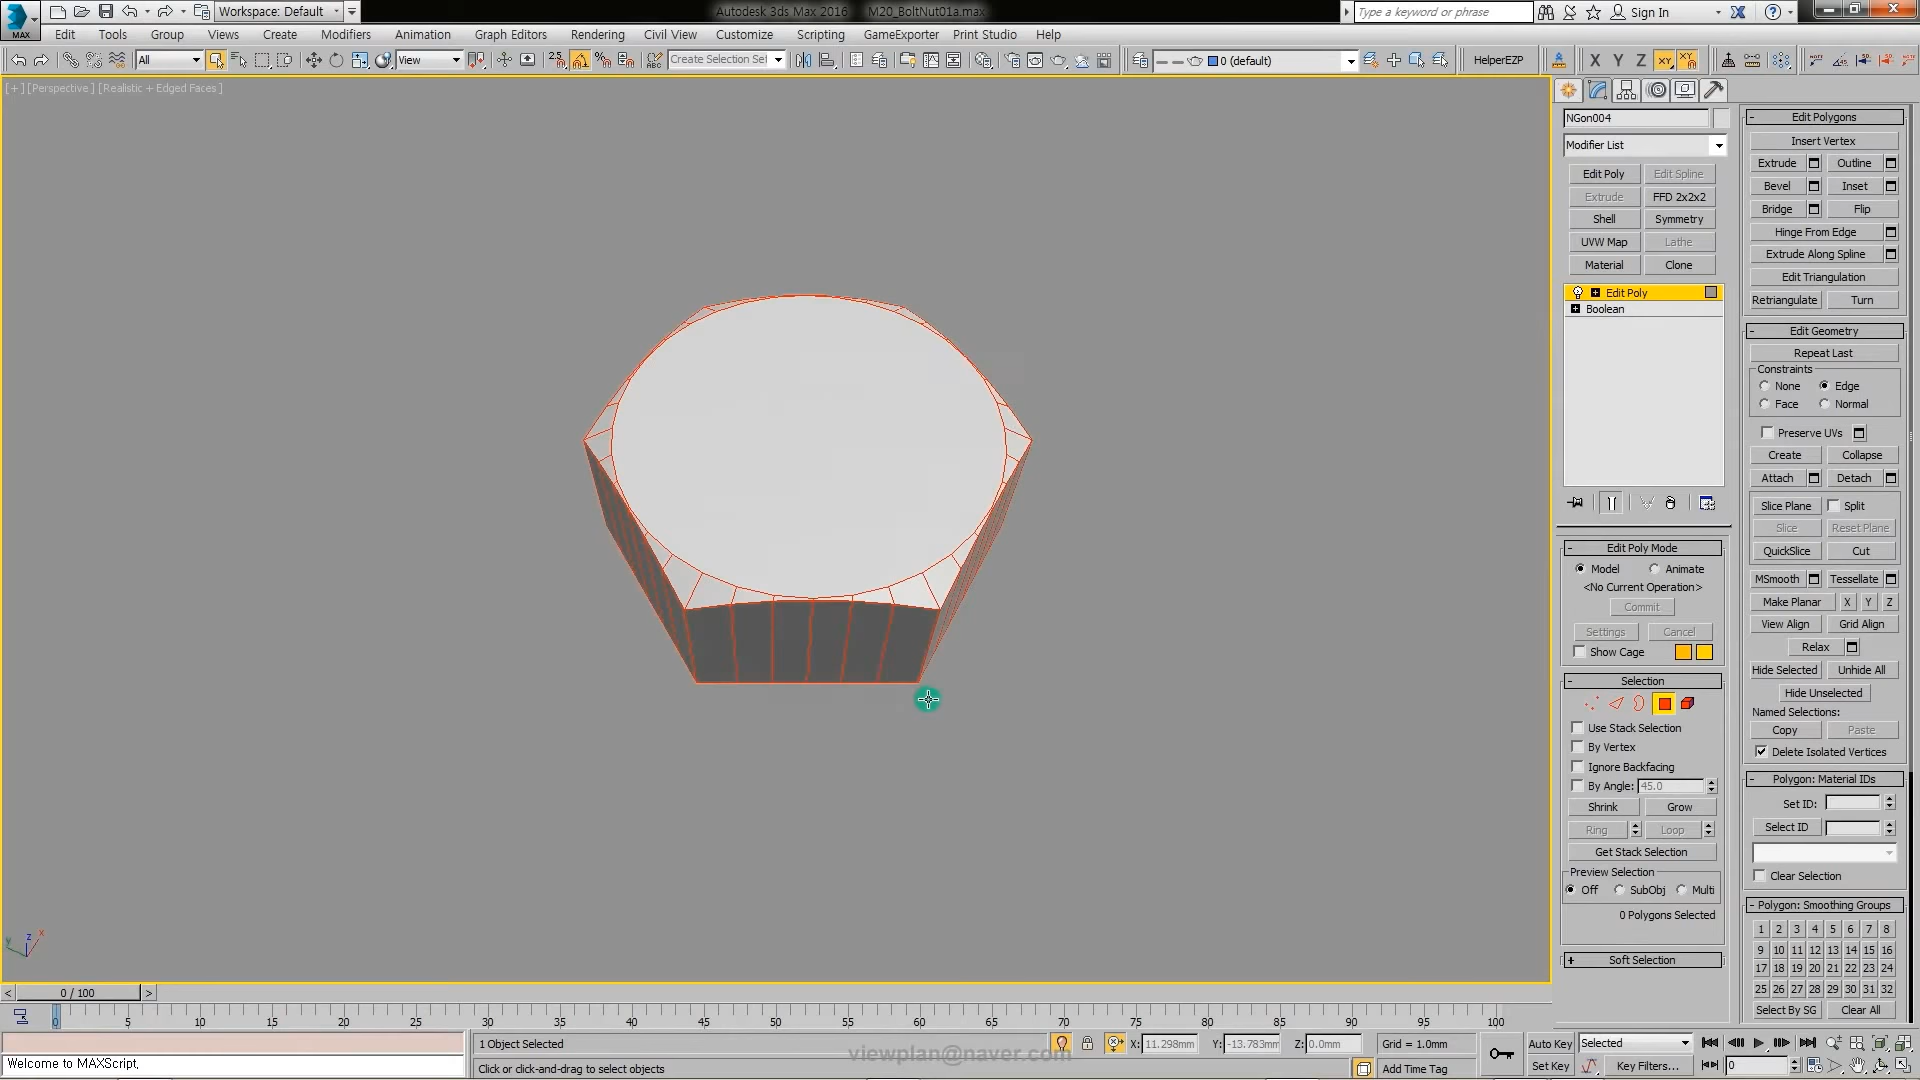 Autodesk 3ds Max 2016 M20_BoltNut01a.max
Workspace: Default
Type a keyword or phrase
Sign In
MAX
Edit Tools Group Views Create Modifiers Animation Graph Editors Rendering Civil View Customize Scripting GameExporter Print Studio Help
All View Create Selection Set 0 (default) HelperEZP X Y Z XY XY
[+] [Perspective ] [Realistic + Edged Faces ]
NGon004
Modifier List
Edit Poly Edit Spline
Extrude FFD 2x2x2
Shell Symmetry
UVW Map Lathe
Material Clone
Edit Poly
Boolean
Edit Poly Mode
Model Animate
<No Current Operation>
Commit
Settings Cancel
Show Cage
Selection
Use Stack Selection
By Vertex
Ignore Backfacing
By Angle: 45.0
Shrink Grow
Ring Loop
Get Stack Selection
Preview Selection
Off SubObj Multi
0 Polygons Selected
Soft Selection
Edit Polygons
Insert Vertex
Extrude Outline
Bevel Inset
Bridge Flip
Hinge From Edge
Extrude Along Spline
Edit Triangulation
Retriangulate Turn
Edit Geometry
Repeat Last
Constraints
None Edge
Face Normal
Preserve UVs
Create Collapse
Attach Detach
Slice Plane Split
Slice Reset Plane
QuickSlice Cut
MSmooth Tessellate
Make Planar X Y Z
View Align Grid Align
Relax
Hide Selected Unhide All
Hide Unselected
Named Selections:
Copy Paste
Delete Isolated Vertices
Polygon: Material IDs
Set ID:
Select ID
Clear Selection
Polygon: Smoothing Groups
1 2 3 4 5 6 7 8
9 10 11 12 13 14 15 16
17 18 19 20 21 22 23 24
25 26 27 28 29 30 31 32
Select By SG Clear All
< 0 / 100 >
0 5 10 15 20 25 30 35 40 45 50 55 60 65 70 75 80 85 90 95 100
1 Object Selected X: 11.298mm Y: -13.783mm Z: 0.0mm Grid = 1.0mm Auto Key Selected
viewplan@naver.com
Welcome to MAXScript, Click or click-and-drag to select objects Add Time Tag Set Key Key Filters... 0